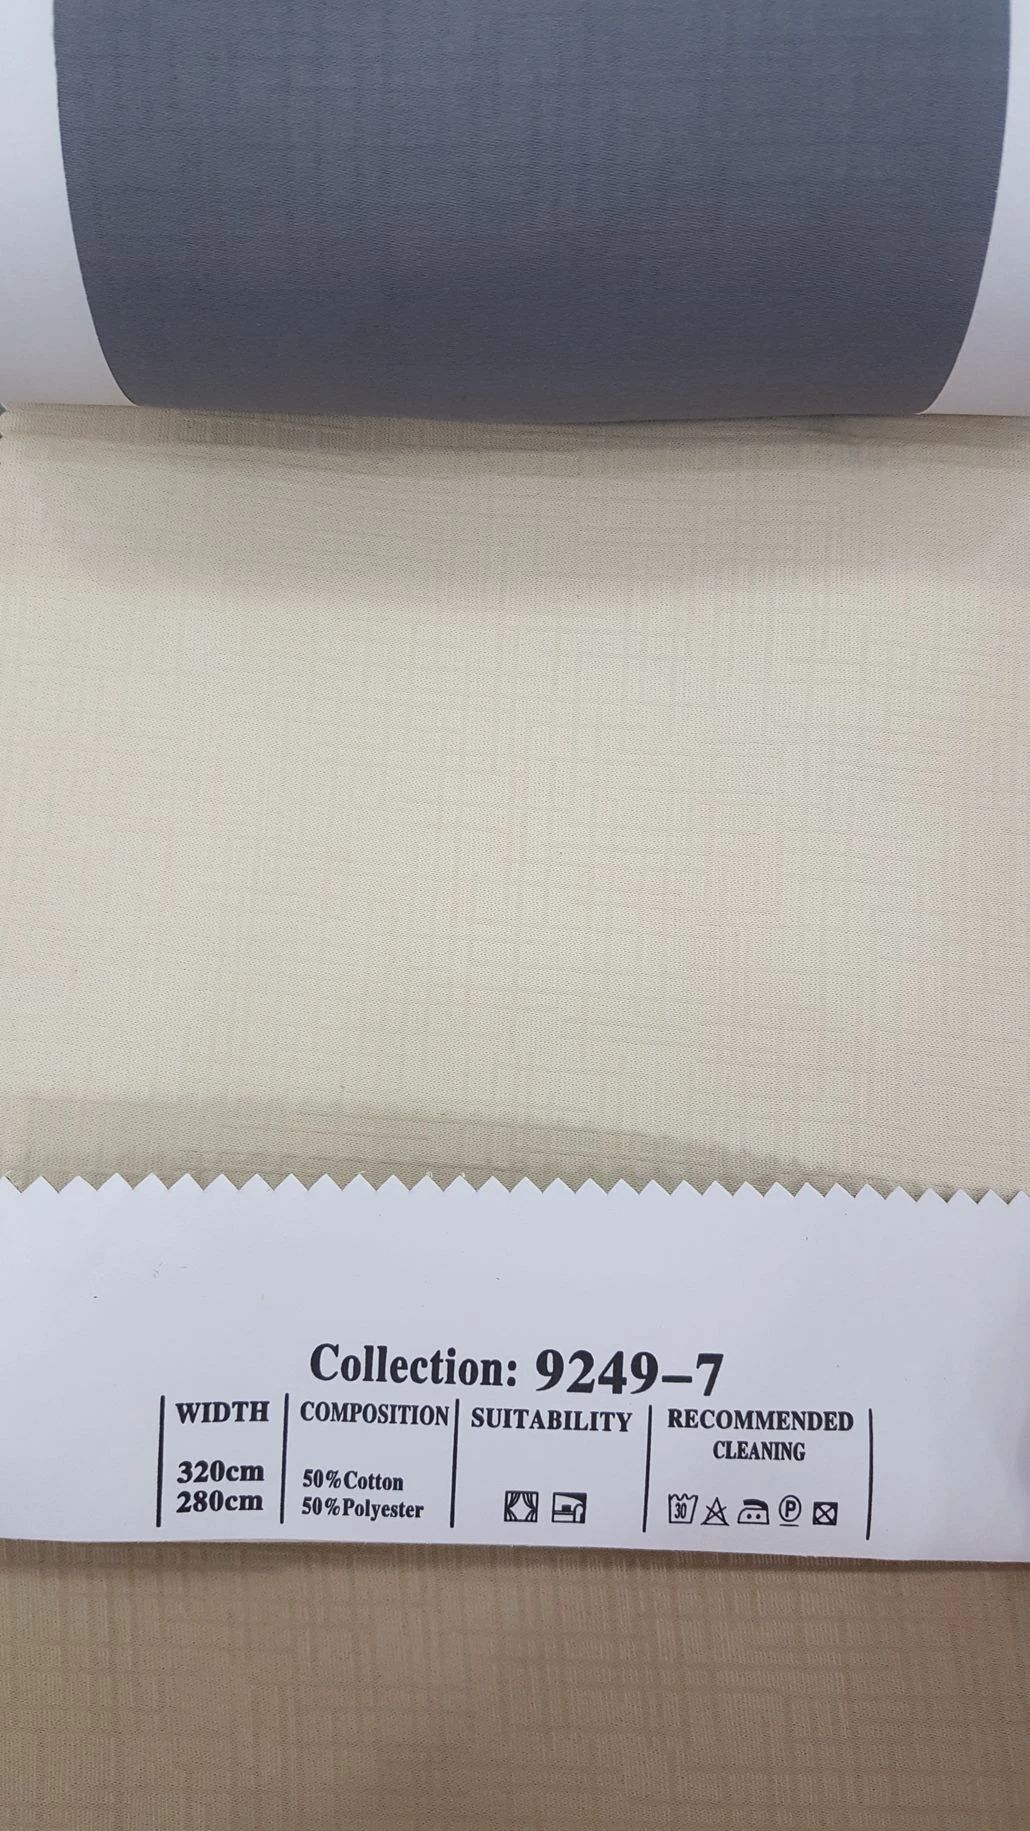 Collection: 9249-7
WIDTH
320cm
280cm
COMPOSITION
50%Cotton
50%Polyester
SUITABILITY
RECOMMENDED
CLEANING
30
P